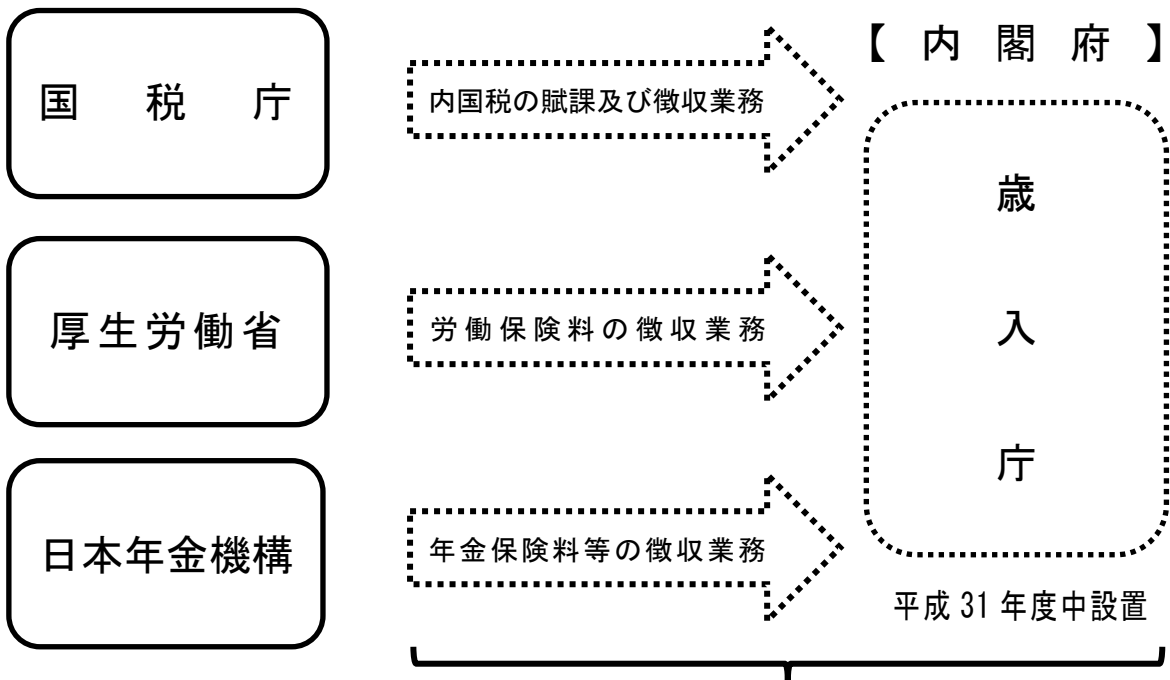 【内閣府】
国税庁
内国税の賦課及び徴収業務
厚生労働省
労働保険料の徴収業務
日本年金機構
年金保険料等の徴収業務
歳入庁
平成31年度中設置